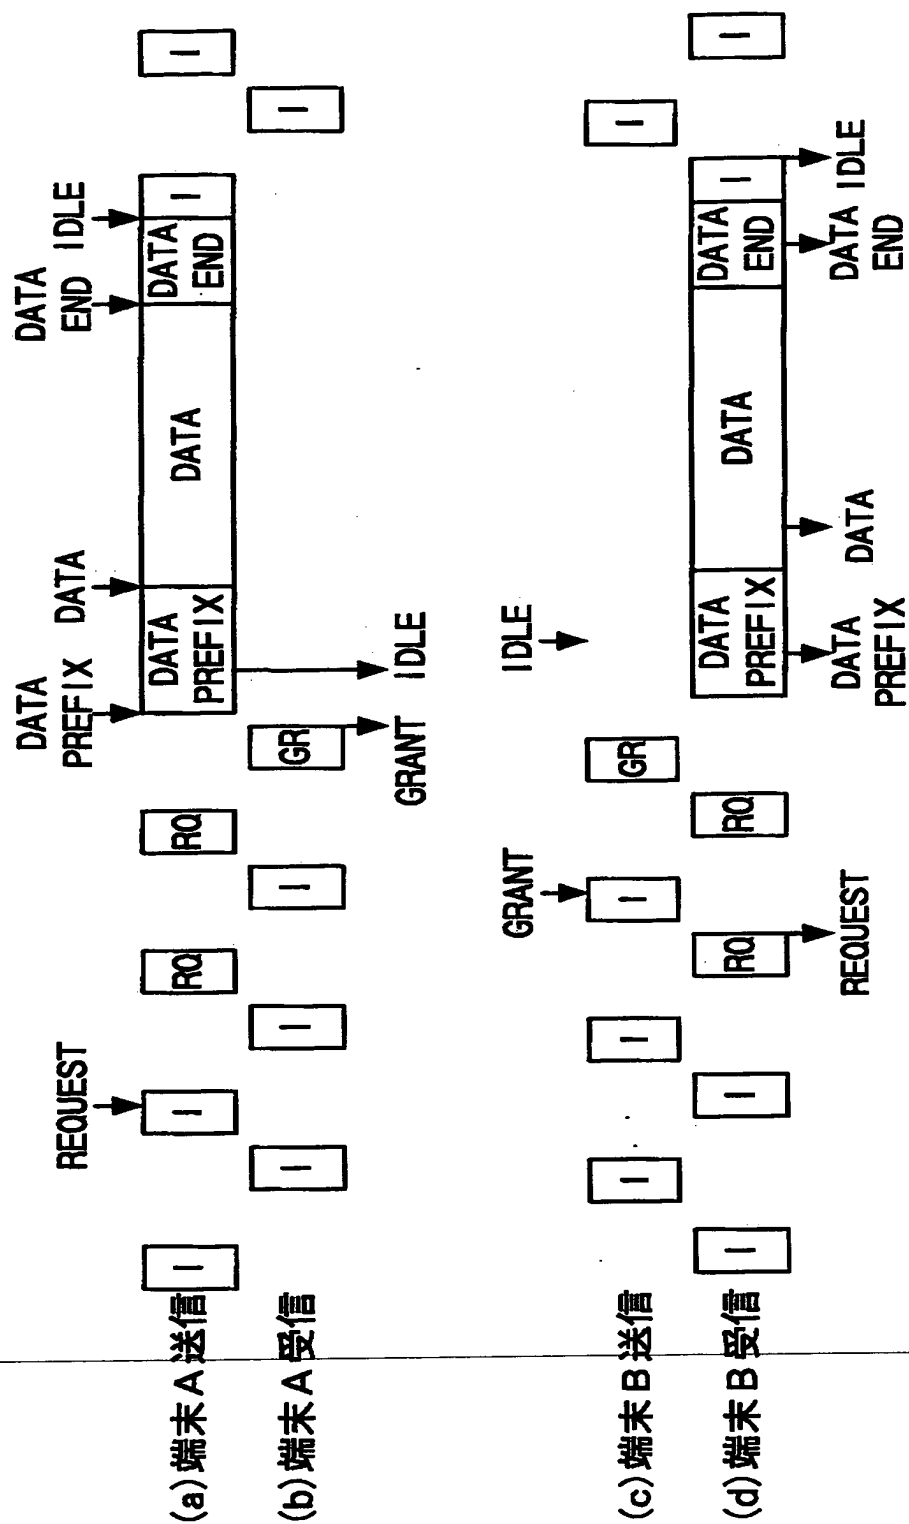 REQUEST
DATA
PREFIX
DATA
DATA
END
IDLE
(a)端末A送信
I
I
RQ
RQ
DATA
PREFIX
DATA
DATA
END
I
I
(b)端末A受信
I
I
I
GR
I
GRANT
IDLE
GRANT
IDLE
(c)端末B送信
I
I
I
GR
I
(d)端末B受信
I
I
RQ
RQ
DATA
PREFIX
DATA
DATA
END
I
I
REQUEST
DATA
PREFIX
DATA
DATA
END
IDLE